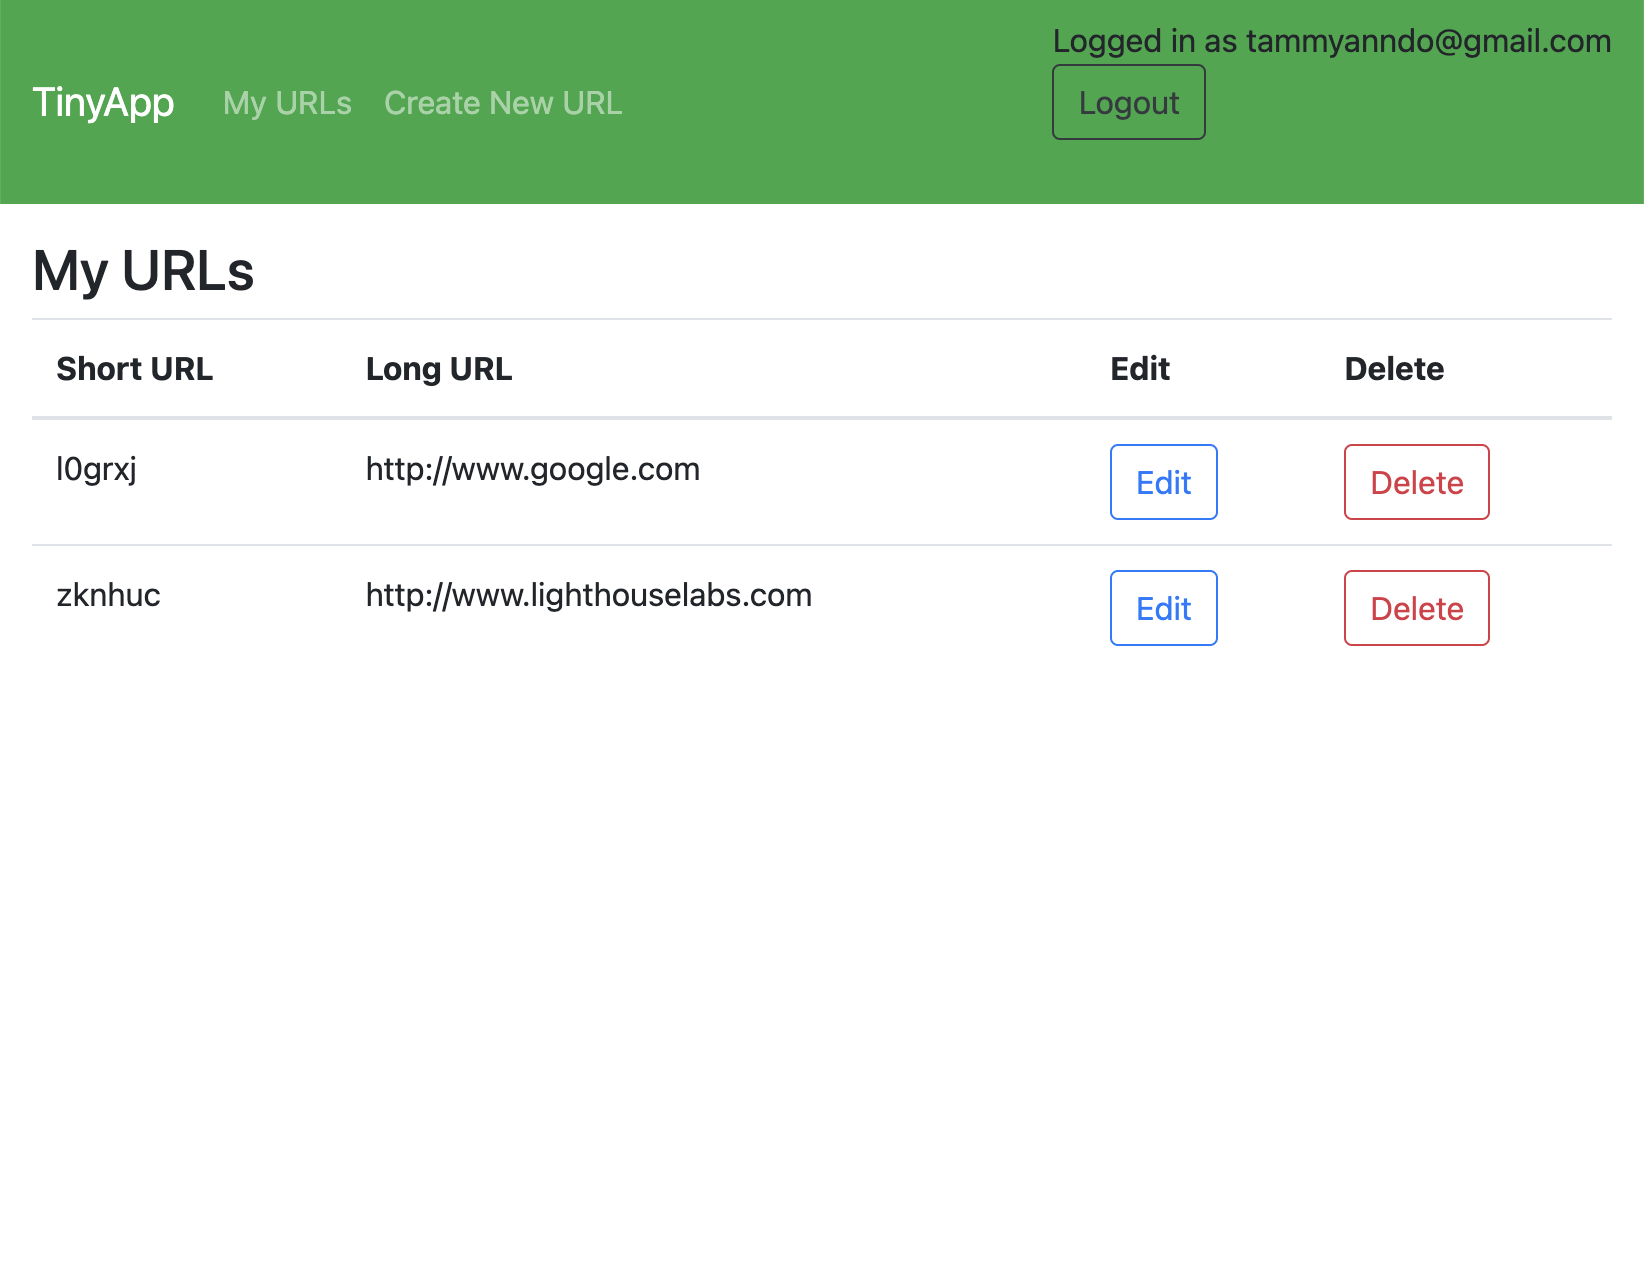 Logged in as tammyanndo@gmail.com
TinyApp My URLs Create New URL Logout
My URLs
Short URL Long URL Edit Delete
l0grxj http://www.google.com Edit Delete
zknhuc http://www.lighthouselabs.com Edit Delete